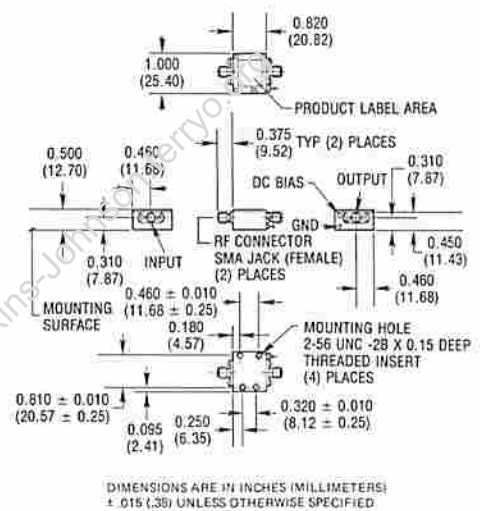 0.820
(20.82)
1.000
(25.40)
PRODUCT LABEL AREA
0.375
(9.52)
TYP (2) PLACES
0.500
(12.70)
0.460
(11.68)
DC BIAS
OUTPUT
0.310
(7.87)
GND
RF CONNECTOR
SMA JACK (FEMALE)
(2) PLACES
INPUT
0.310
(7.87)
0.450
(11.43)
0.460
(11.68)
MOUNTING
SURFACE
0.460 ± 0.010
(11.68 ± 0.25)
0.180
(4.57)
MOUNTING HOLE
2-56 UNC -2B X 0.15 DEEP
THREADED INSERT
(4) PLACES
0.810 ± 0.010
(20.57 ± 0.25)
0.095
(2.41)
0.250
(6.35)
0.320 ± 0.010
(8.12 ± 0.25)
DIMENSIONS ARE IN INCHES (MILLIMETERS)
± .015 (.38) UNLESS OTHERWISE SPECIFIED